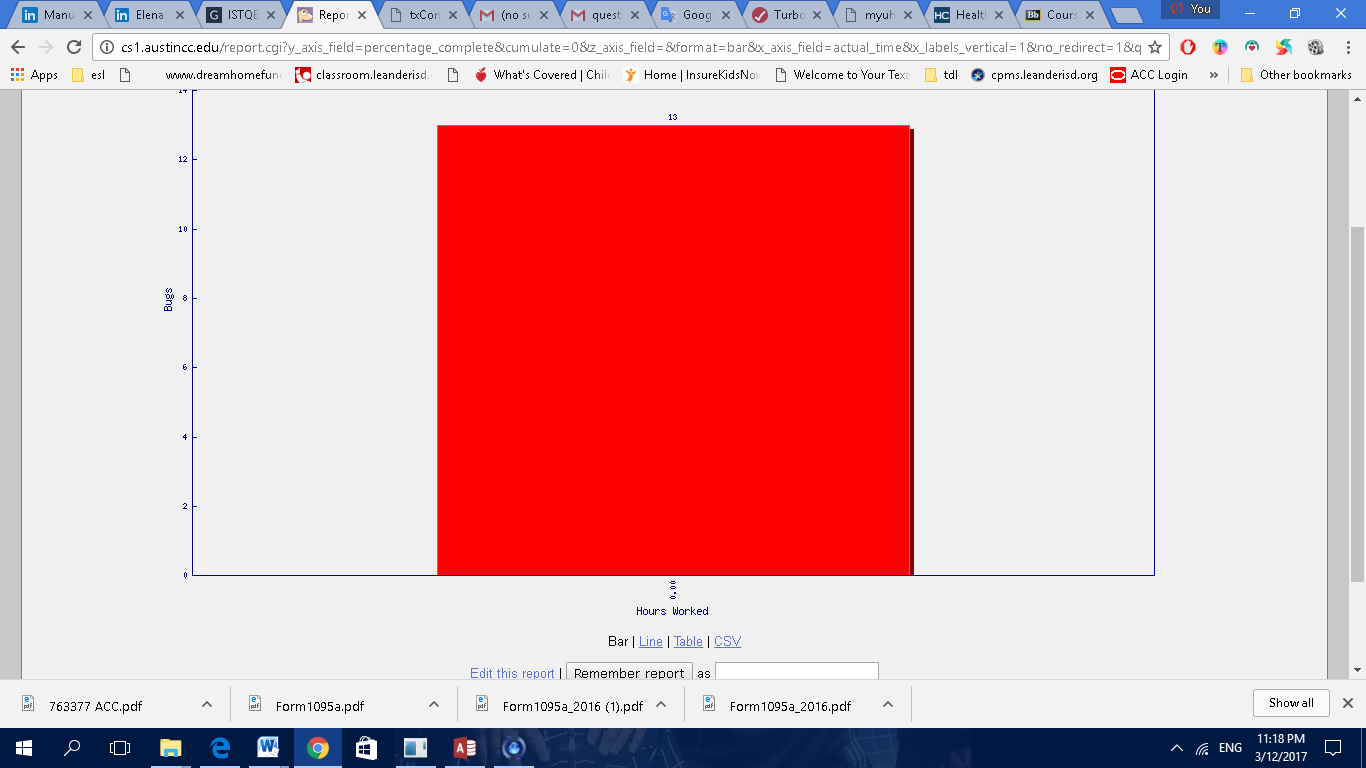 Manu
Elena
ISTQE
Repor
txCon
(no su
quest
Goog
Turbo
myuh
Health
Cours
You
cs1.austincc.edu/report.cgi?y_axis_field=percentage_complete&cumulate=0&z_axis_field=&format=bar&x_axis_field=actual_time&x_labels_vertical=1&no_redirect=1&q
Apps
esl
www.dreamhomefun
classroom.leanderisd.
What's Covered | Chil
Home | InsureKidsNov
Welcome to Your Texa
tdl
cpms.leanderisd.org
ACC Login
»
Other bookmarks
14
13
12
10
8
6
4
2
0
Bugs
0.00
Hours Worked
Bar | Line | Table | CSV
Edit this report | Remember report as
763377 ACC.pdf
Form1095a.pdf
Form1095a_2016 (1).pdf
Form1095a_2016.pdf
Show all
ENG
11:18 PM
3/12/2017